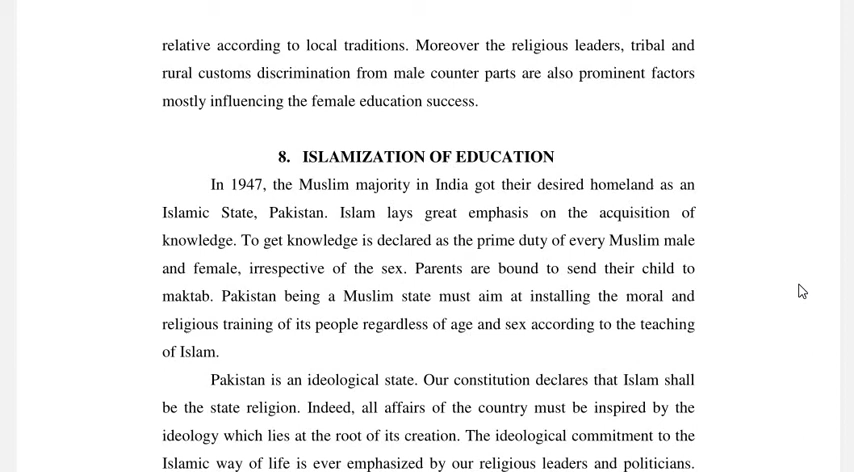 relative according to local traditions. Moreover the religious leaders, tribal and
rural customs discrimination from male counter parts are also prominent factors
mostly influencing the female education success.
8. ISLAMIZATION OF EDUCATION
In 1947, the Muslim majority in India got their desired homeland as an
Islamic State, Pakistan. Islam lays great emphasis on the acquisition of
knowledge. To get knowledge is declared as the prime duty of every Muslim male
and female, irrespective of the sex. Parents are bound to send their child to
maktab. Pakistan being a Muslim state must aim at installing the moral and
religious training of its people regardless of age and sex according to the teaching
of Islam.
Pakistan is an ideological state. Our constitution declares that Islam shall
be the state religion. Indeed, all affairs of the country must be inspired by the
ideology which lies at the root of its creation. The ideological commitment to the
Islamic way of life is ever emphasized by our religious leaders and politicians.